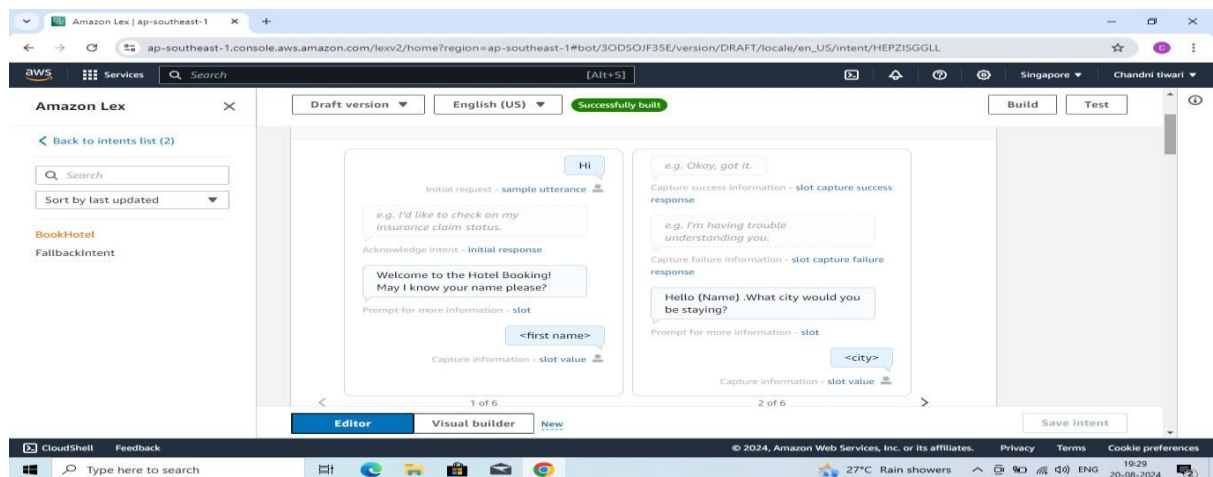 Amazon Lex | ap-southeast-1
ap-southeast-1.console.aws.amazon.com/lexv2/home?region=ap-southeast-1#bot/3ODSOJF35E/version/DRAFT/locale/en_US/intent/HEPZISGGLL
C
aws Services Search [Alt+S] Singapore Chandni tiwari
Amazon Lex
Draft version English (US) Successfully built Build Test
Back to intents list (2)
Search
Sort by last updated
BookHotel
FallbackIntent
Hi
Initial request - sample utterance
e.g. I'd like to check on my
insurance claim status.
Acknowledge intent - initial response
Welcome to the Hotel Booking!
May I know your name please?
Prompt for more information - slot
<first name>
Capture information - slot value
1 of 6
e.g. Okay, got it.
Capture success information - slot capture success
response
e.g. I'm having trouble
understanding you.
Capture failure information - slot capture failure
response
Hello {Name} .What city would you
be staying?
Prompt for more information - slot
<city>
Capture information - slot value
2 of 6
Editor Visual builder New Save intent
CloudShell Feedback © 2024, Amazon Web Services, Inc. or its affiliates. Privacy Terms Cookie preferences
Type here to search 27°C Rain showers ENG 19:29
20-08-2024